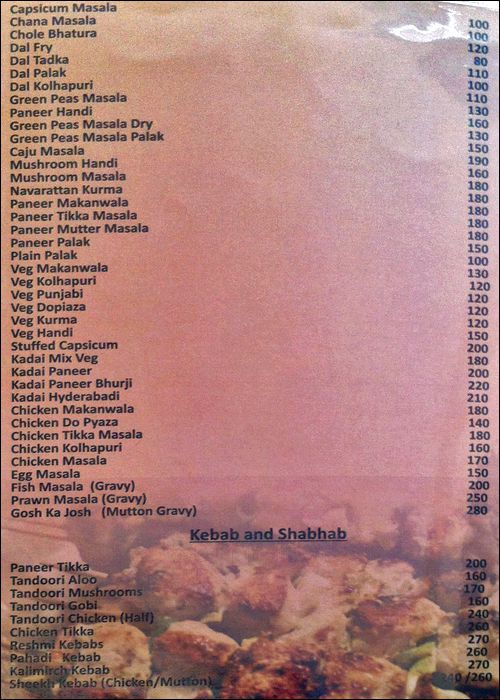 Capsicum Masala 100
Chana Masala 100
Chole Bhatura 120
Dal Fry 80
Dal Tadka 110
Dal Palak 100
Dal Kolhapuri 110
Green Peas Masala 130
Paneer Handi 160
Green Peas Masala Dry 130
Green Peas Masala Palak 150
Caju Masala 190
Mushroom Handi 160
Mushroom Masala 180
Navarattan Kurma 180
Paneer Makanwala 180
Paneer Tikka Masala 180
Paneer Mutter Masala 180
Paneer Palak 150
Plain Palak 100
Veg Makanwala 130
Veg Kolhapuri 120
Veg Punjabi 120
Veg Dopiaza 120
Veg Kurma 120
Veg Handi 150
Stuffed Capsicum 200
Kadai Mix Veg 180
Kadai Paneer 200
Kadai Paneer Bhurji 220
Kadai Hyderabadi 210
Chicken Makanwala 180
Chicken Do Pyaza 140
Chicken Tikka Masala 180
Chicken Kolhapuri 160
Chicken Masala 170
Egg Masala 150
Fish Masala (Gravy) 200
Prawn Masala (Gravy) 250
Gosh Ka Josh (Mutton Gravy) 280
Kebab and Shabhab
Paneer Tikka 200
Tandoori Aloo 160
Tandoori Mushrooms 170
Tandoori Gobi 160
Tandoori Chicken (Half) 240
Chicken Tikka 260
Reshmi Kebabs 270
Pahadi Kebab 260
Kalimirch Kebab 270
Sheekh Kebab (Chicken/Mutton) 240 /260